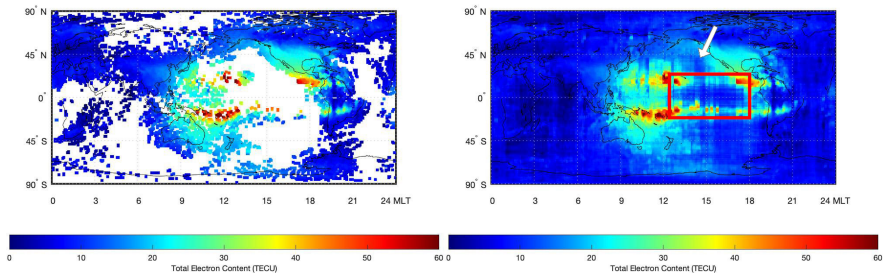 90° N
45° N
0°
45° S
90° S
0 3 6 9 12 15 18 21 24 MLT
0 10 20 30 40 50 60
Total Electron Content (TECU)
90° N
45° N
0°
45° S
90° S
0 3 6 9 12 15 18 21 24 MLT
0 10 20 30 40 50 60
Total Electron Content (TECU)